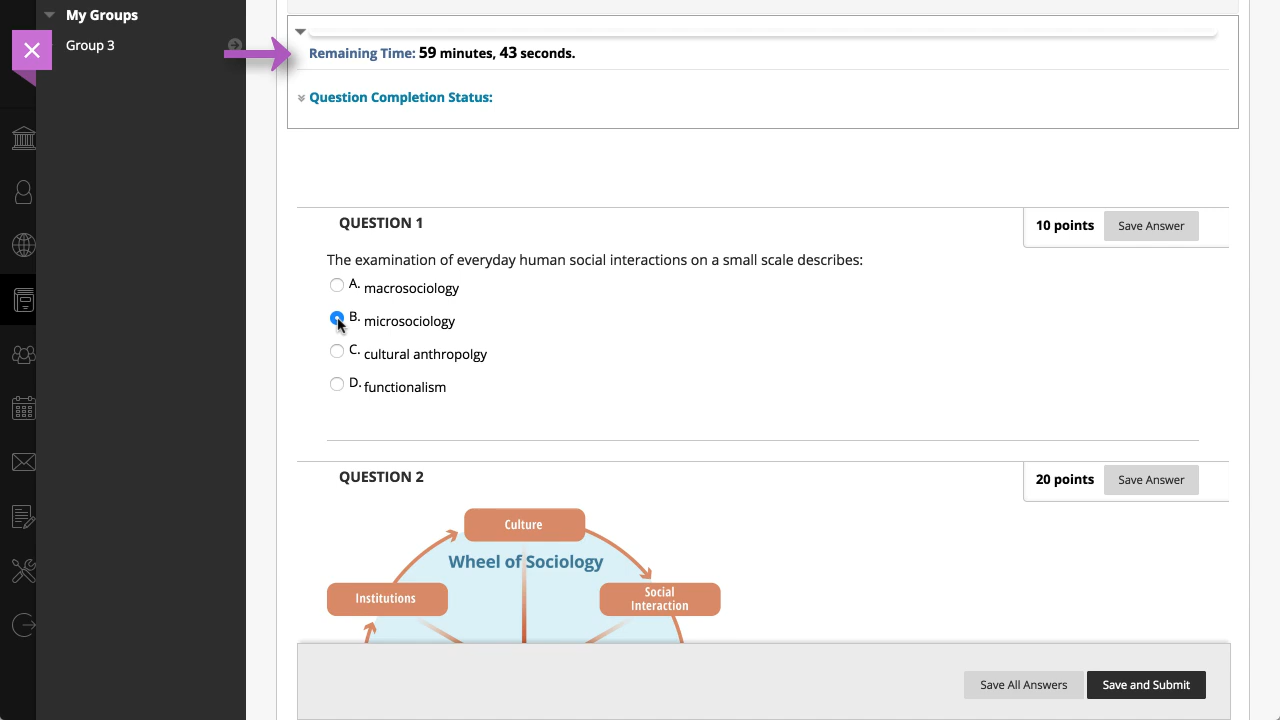 My Groups
Group 3
Remaining Time: 59 minutes, 43 seconds.
Question Completion Status:
QUESTION 1
10 points
Save Answer
The examination of everyday human social interactions on a small scale describes:
A. macrosociology
B. microsociology
C. cultural anthropolgy
D. functionalism
QUESTION 2
20 points
Save Answer
Culture
Wheel of Sociology
Institutions
Social
Interaction
Save All Answers
Save and Submit